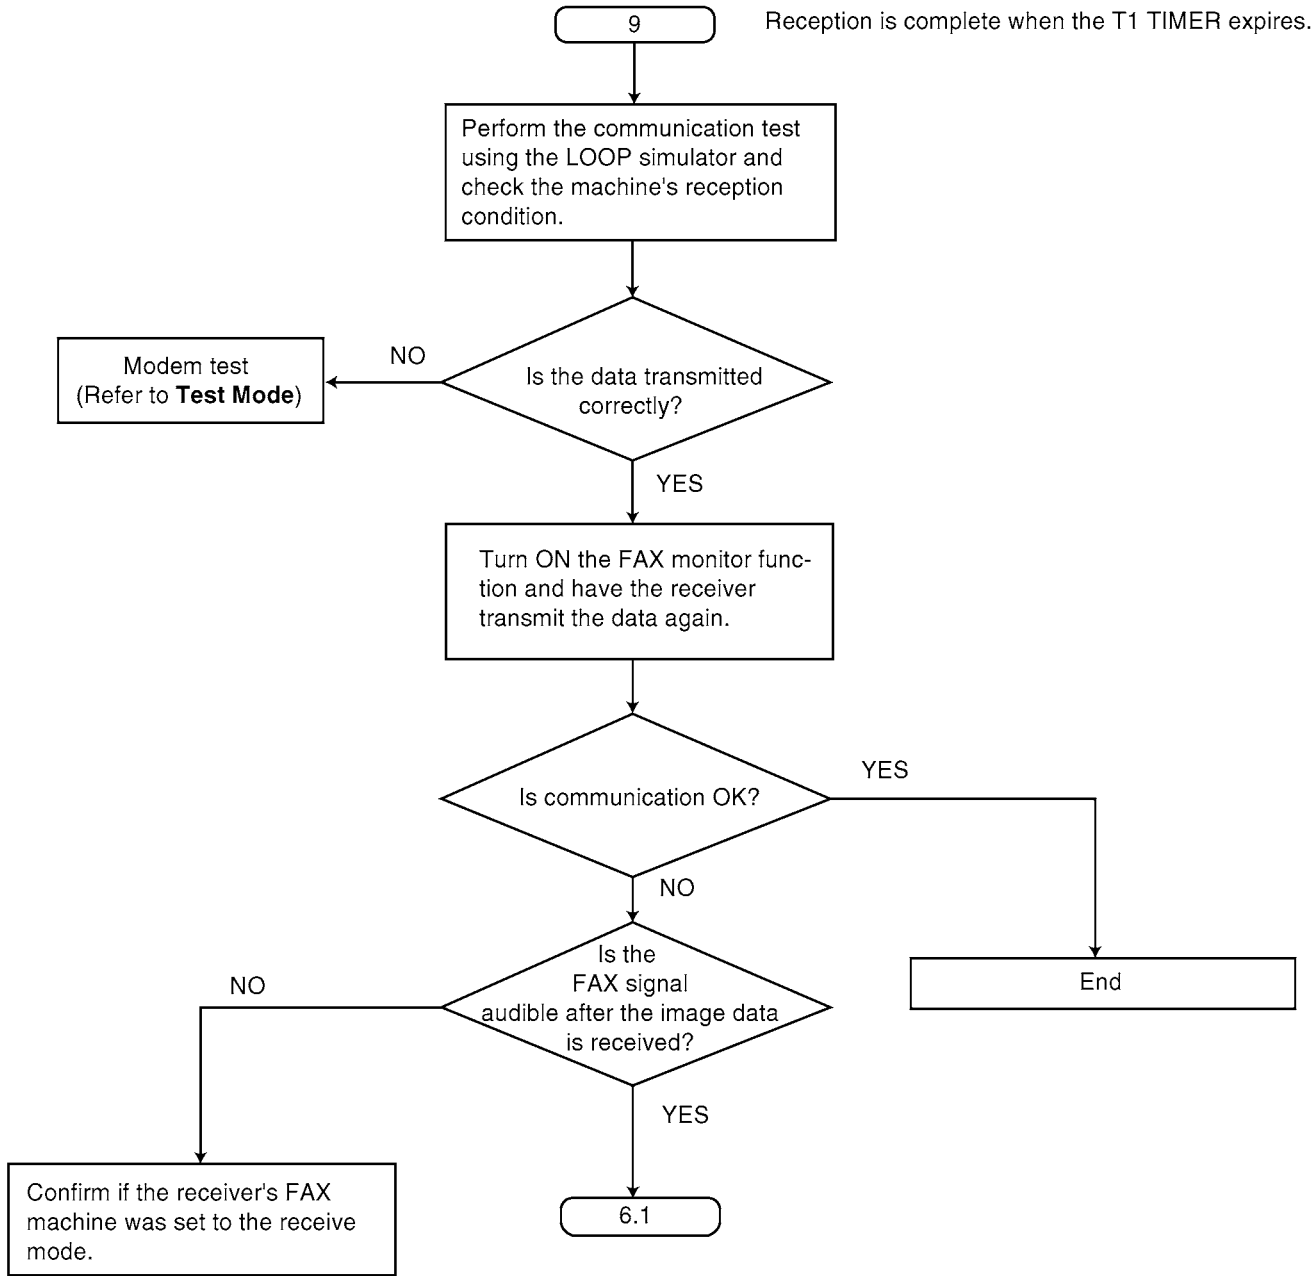 9
Reception is complete when the T1 TIMER expires.
Perform the communication test
using the LOOP simulator and
check the machine's reception
condition.
NO
Modem test
(Refer to Test Mode)
Is the data transmitted
correctly?
YES
Turn ON the FAX monitor func-
tion and have the receiver
transmit the data again.
Is communication OK?
YES
NO
End
Is the
FAX signal
audible after the image data
is received?
NO
YES
Confirm if the receiver's FAX
machine was set to the receive
mode.
6.1